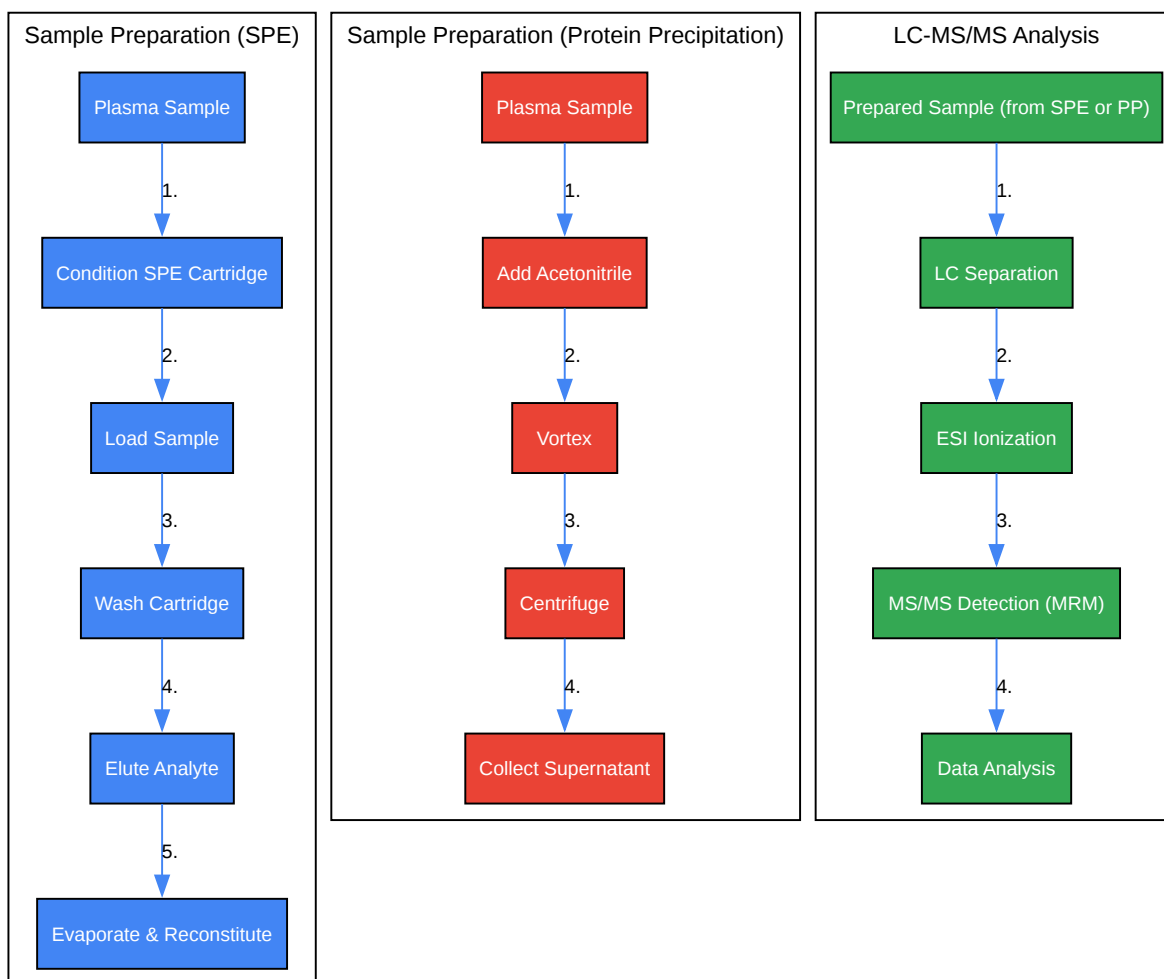 Sample Preparation (SPE)
Plasma Sample
1.
Condition SPE Cartridge
2.
Load Sample
3.
Wash Cartridge
4.
Elute Analyte
5.
Evaporate & Reconstitute
Sample Preparation (Protein Precipitation)
Plasma Sample
1.
Add Acetonitrile
2.
Vortex
3.
Centrifuge
4.
Collect Supernatant
LC-MS/MS Analysis
Prepared Sample (from SPE or PP)
1.
LC Separation
2.
ESI Ionization
3.
MS/MS Detection (MRM)
4.
Data Analysis